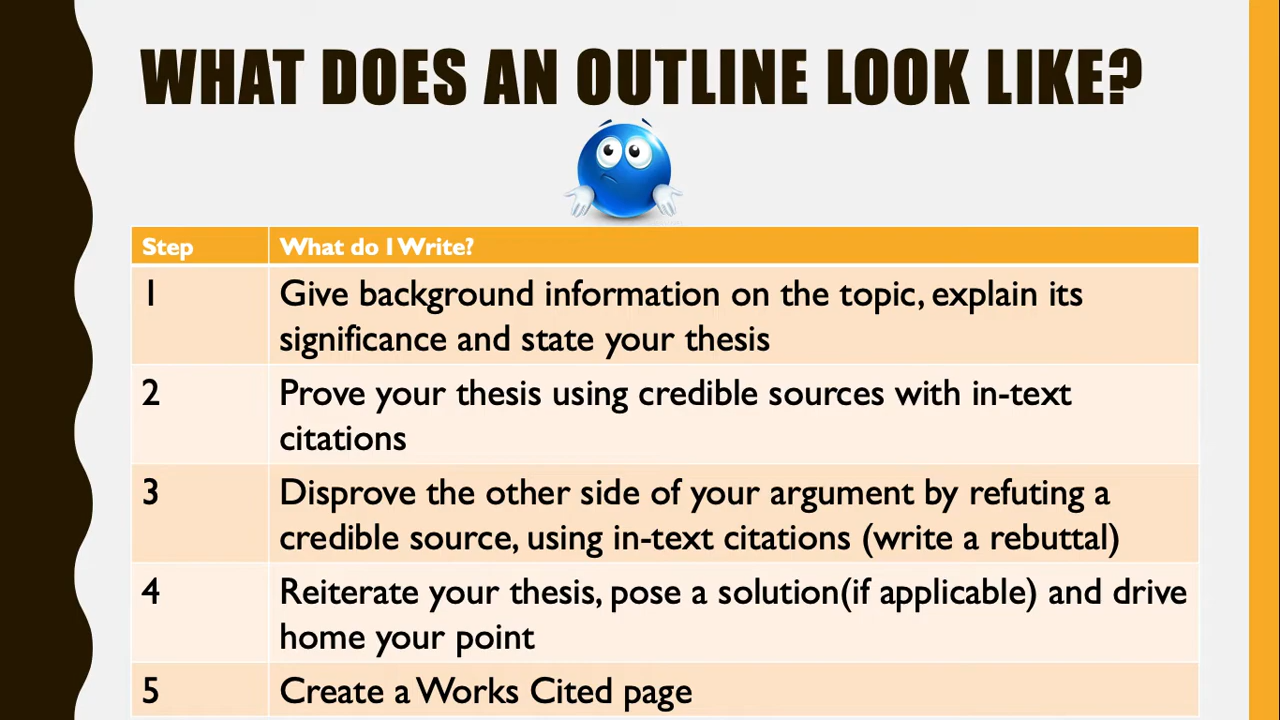 WHAT DOES AN OUTLINE LOOK LIKE?
Step What do I Write?
1 Give background information on the topic, explain its
significance and state your thesis
2 Prove your thesis using credible sources with in-text
citations
3 Disprove the other side of your argument by refuting a
credible source, using in-text citations (write a rebuttal)
4 Reiterate your thesis, pose a solution(if applicable) and drive
home your point
5 Create a Works Cited page